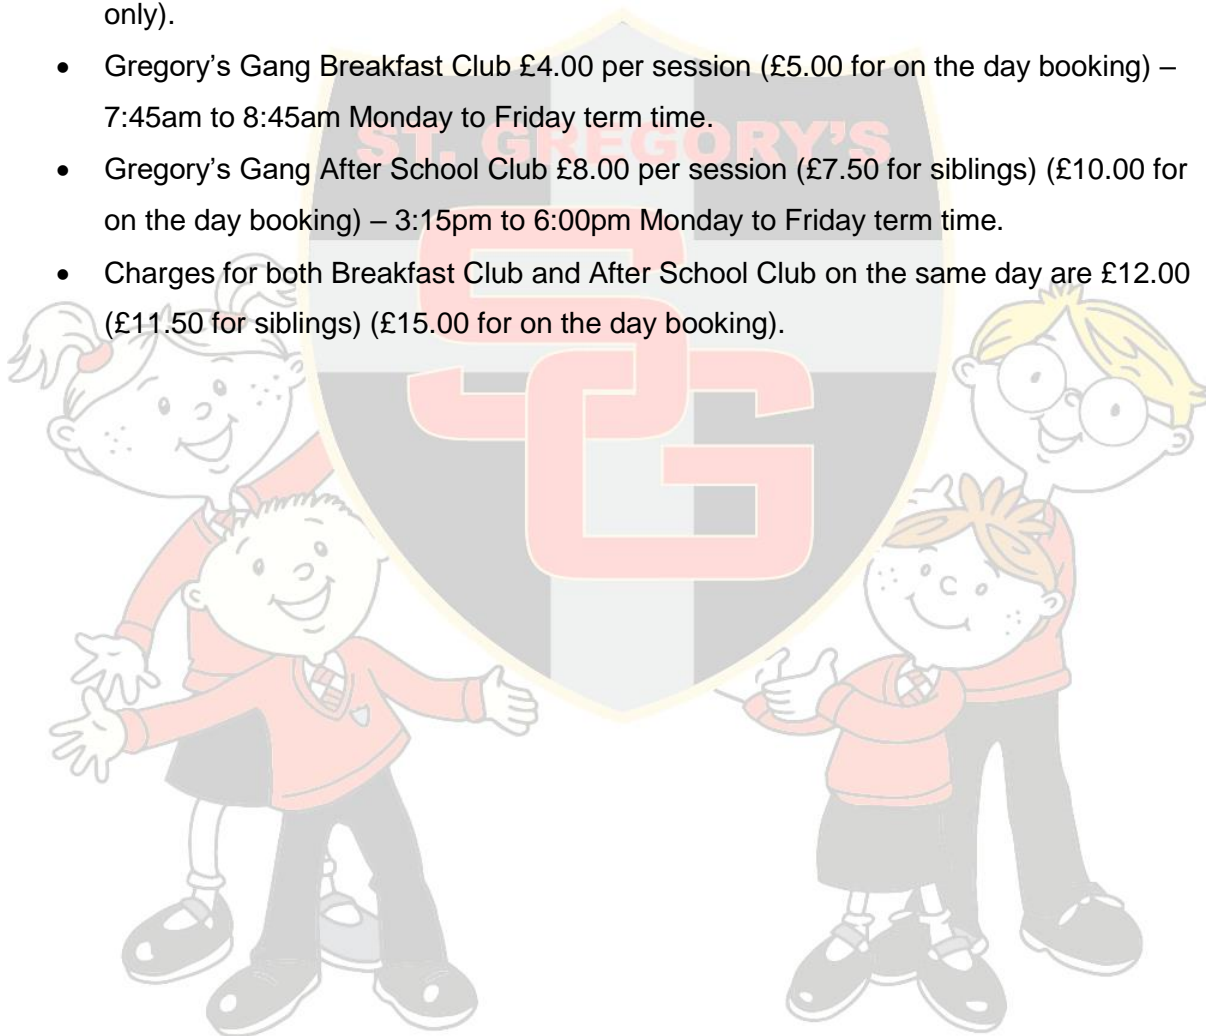 only).
• Gregory’s Gang Breakfast Club £4.00 per session (£5.00 for on the day booking) –
7:45am to 8:45am Monday to Friday term time.
ST. GREGORY'S
• Gregory’s Gang After School Club £8.00 per session (£7.50 for siblings) (£10.00 for
on the day booking) – 3:15pm to 6:00pm Monday to Friday term time.
• Charges for both Breakfast Club and After School Club on the same day are £12.00
(£11.50 for siblings) (£15.00 for on the day booking).
SG